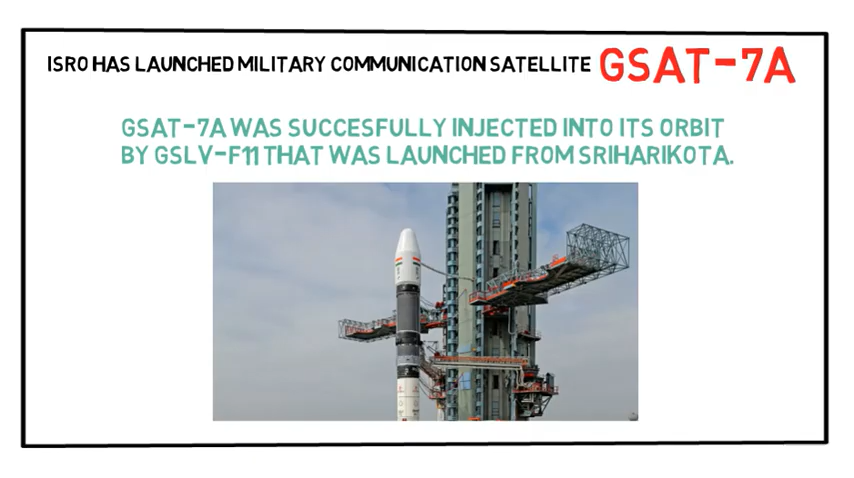 ISRO HAS LAUNCHED MILITARY COMMUNICATION SATELLITE GSAT-7A
GSAT-7A WAS SUCCESFULLY INJECTED INTO ITS ORBIT
BY GSLV-F11 THAT WAS LAUNCHED FROM SRIHARIKOTA.